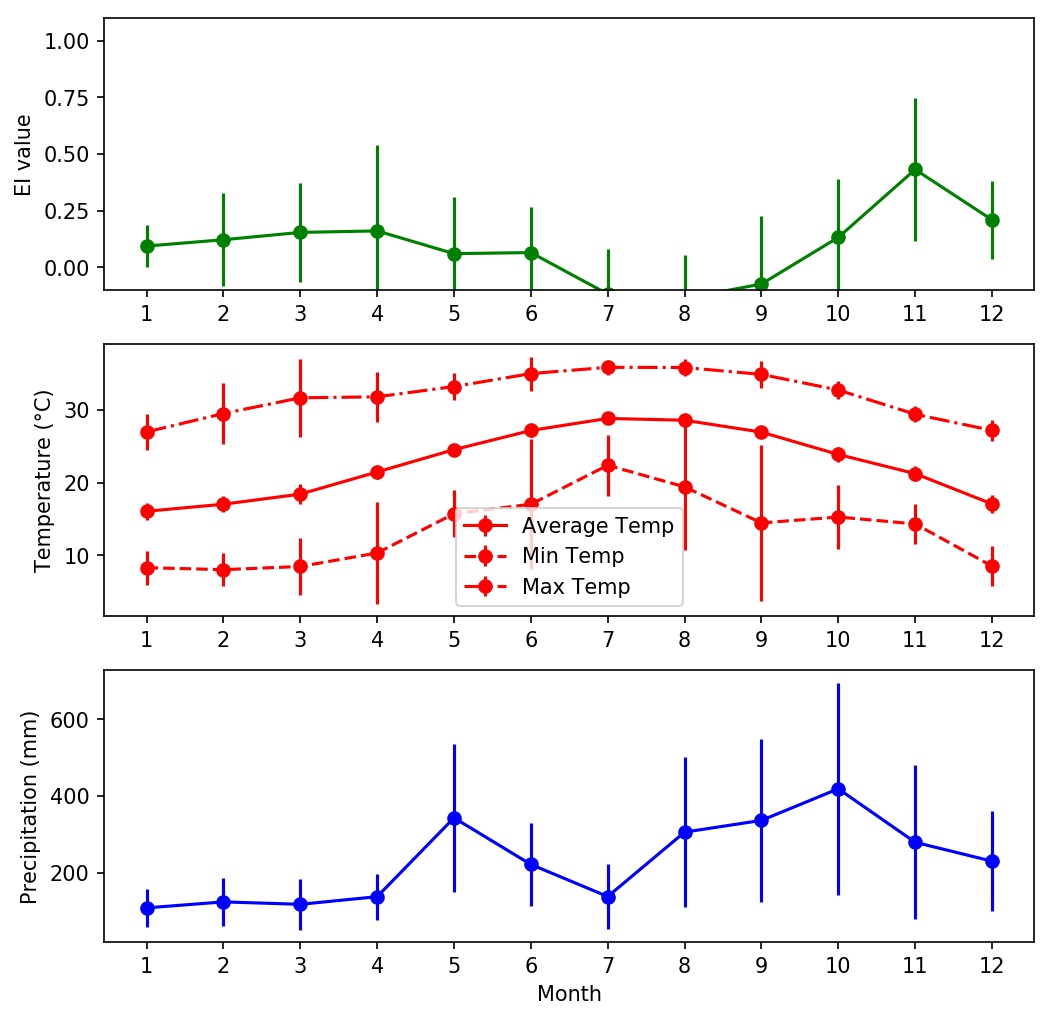 EI value
1.00
0.75
0.50
0.25
0.00
1 2 3 4 5 6 7 8 9 10 11 12
Temperature (°C)
30
20
10
Average Temp
Min Temp
Max Temp
1 2 3 4 5 6 7 8 9 10 11 12
Precipitation (mm)
600
400
200
1 2 3 4 5 6 7 8 9 10 11 12
Month